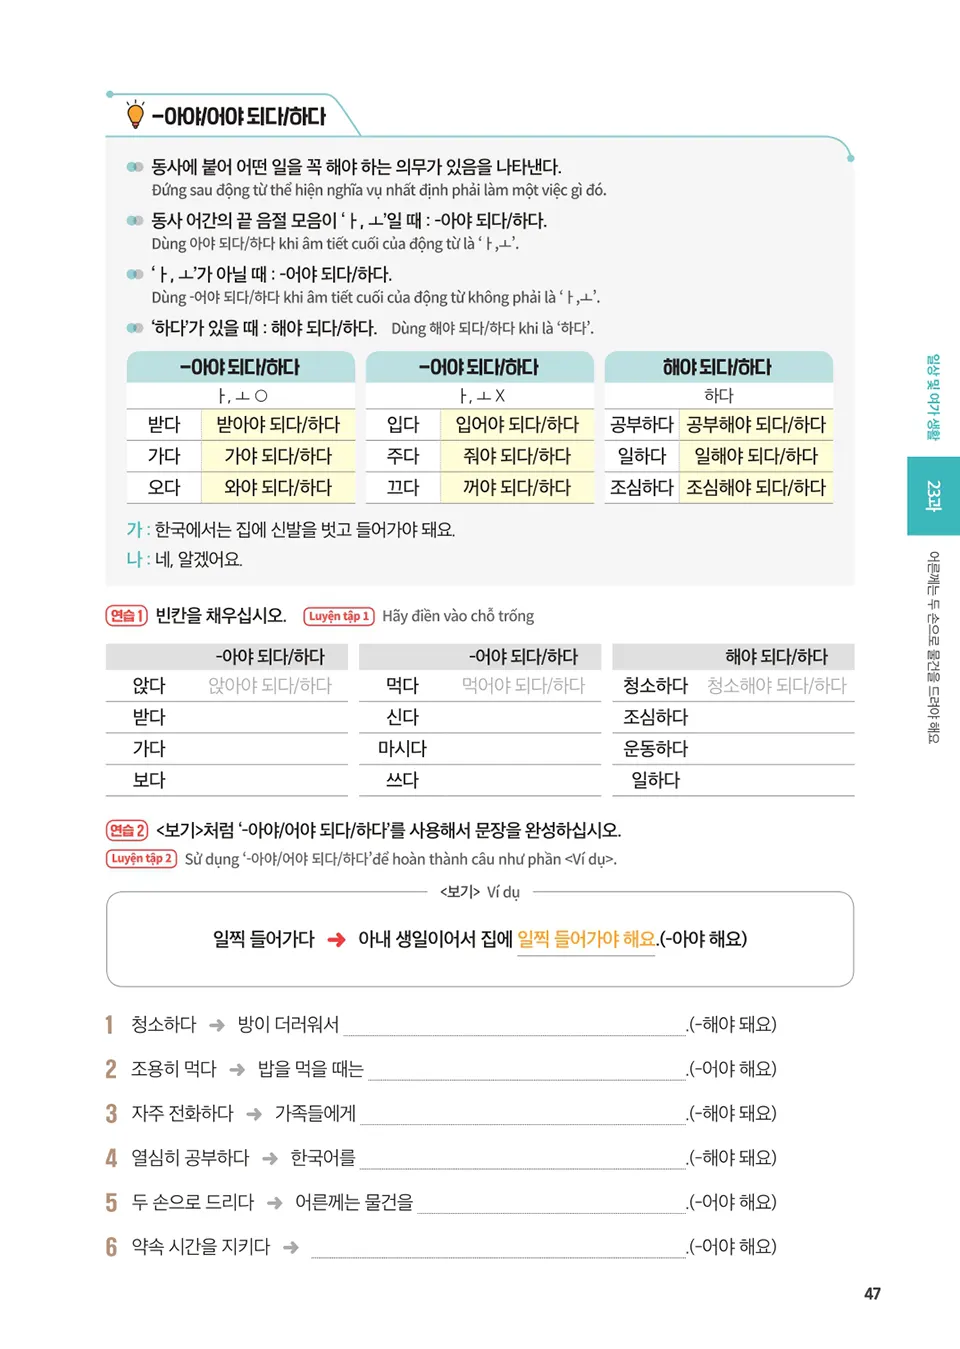 -아야/어야 되다/하다
동사에 붙어 어떤 일을 꼭 해야 하는 의무가 있음을 나타낸다.
Đứng sau động từ thể hiện nghĩa vụ nhất định phải làm một việc gì đó.
동사 어간의 끝 음절 모음이 ‘ㅏ, ㅗ’일 때 : -아야 되다/하다.
Dùng 아야 되다/하다 khi âm tiết cuối của động từ là ‘ㅏ,ㅗ’.
‘ㅏ, ㅗ’가 아닐 때 : -어야 되다/하다.
Dùng -어야 되다/하다 khi âm tiết cuối của động từ không phải là ‘ㅏ,ㅗ’.
‘하다’가 있을 때 : 해야 되다/하다. Dùng 해야 되다/하다 khi là ‘하다’.
-아야 되다/하다 -어야 되다/하다 해야 되다/하다
ㅏ, ㅗ O ㅏ, ㅗ X 하다
받다 받아야 되다/하다 입다 입어야 되다/하다 공부하다 공부해야 되다/하다
가다 가야 되다/하다 주다 줘야 되다/하다 일하다 일해야 되다/하다
오다 와야 되다/하다 끄다 꺼야 되다/하다 조심하다 조심해야 되다/하다
가 : 한국에서는 집에 신발을 벗고 들어가야 돼요.
나 : 네, 알겠어요.
연습 1 빈칸을 채우십시오. Luyện tập 1 Hãy điền vào chỗ trống
-아야 되다/하다 -어야 되다/하다 해야 되다/하다
앉다 앉아야 되다/하다 먹다 먹어야 되다/하다 청소하다 청소해야 되다/하다
받다 신다 조심하다
가다 마시다 운동하다
보다 쓰다 일하다
연습 2 <보기>처럼 ‘-아야/어야 되다/하다’를 사용해서 문장을 완성하십시오.
Luyện tập 2 Sử dụng ‘-아야/어야 되다/하다’để hoàn thành câu như phần <Ví dụ>.
<보기> Ví dụ
일찍 들어가다 ➜ 아내 생일이어서 집에 일찍 들어가야 해요.(-아야 해요)
1 청소하다 ➜ 방이 더러워서 .(-해야 돼요)
2 조용히 먹다 ➜ 밥을 먹을 때는 .(-어야 해요)
3 자주 전화하다 ➜ 가족들에게 .(-해야 돼요)
4 열심히 공부하다 ➜ 한국어를 .(-해야 돼요)
5 두 손으로 드리다 ➜ 어른께는 물건을 .(-어야 해요)
6 약속 시간을 지키다 ➜ .(-어야 해요)
일상 및 여가 생활
23과
어른께는 두 손으로 물건을 드려야 해요
47